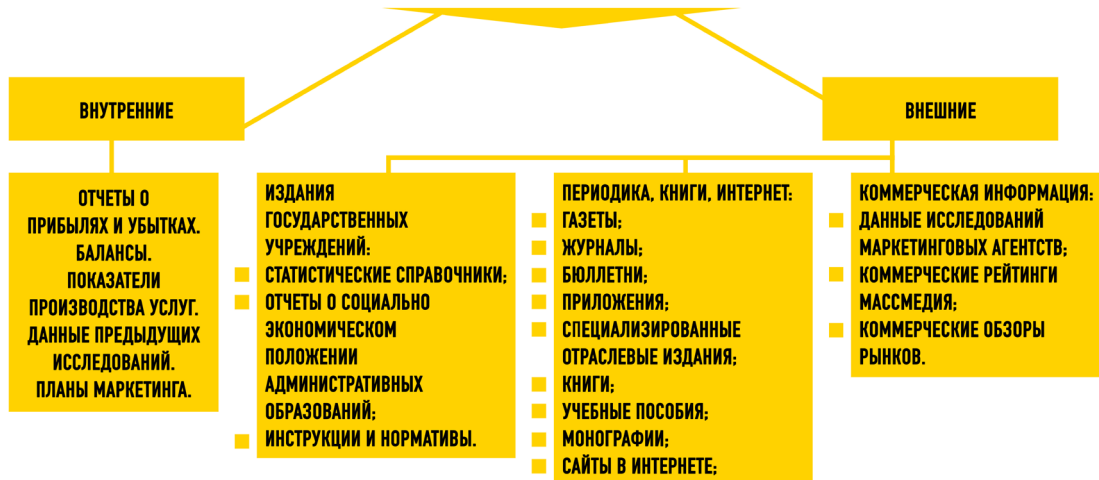 ВНУТРЕННИЕ
ВНЕШНИЕ
ОТЧЕТЫ О
ПРИБЫЛЯХ И УБЫТКАХ.
БАЛАНСЫ.
ПОКАЗАТЕЛИ
ПРОИЗВОДСТВА УСЛУГ.
ДАННЫЕ ПРЕДЫДУЩИХ
ИССЛЕДОВАНИЙ.
ПЛАНЫ МАРКЕТИНГА.
ИЗДАНИЯ
ГОСУДАРСТВЕННЫХ
УЧРЕЖДЕНИЙ:
СТАТИСТИЧЕСКИЕ СПРАВОЧНИКИ;
ОТЧЕТЫ О СОЦИАЛЬНО
ЭКОНОМИЧЕСКОМ
ПОЛОЖЕНИИ
АДМИНИСТРАТИВНЫХ
ОБРАЗОВАНИЙ;
ИНСТРУКЦИИ И НОРМАТИВЫ.
ПЕРИОДИКА, КНИГИ, ИНТЕРНЕТ:
ГАЗЕТЫ;
ЖУРНАЛЫ;
БЮЛЛЕТНИ;
ПРИЛОЖЕНИЯ;
СПЕЦИАЛИЗИРОВАННЫЕ
ОТРАСЛЕВЫЕ ИЗДАНИЯ;
КНИГИ;
УЧЕБНЫЕ ПОСОБИЯ;
МОНОГРАФИИ;
САЙТЫ В ИНТЕРНЕТЕ;
КОММЕРЧЕСКАЯ ИНФОРМАЦИЯ:
ДАННЫЕ ИССЛЕДОВАНИЙ
МАРКЕТИНГОВЫХ АГЕНТСТВ;
КОММЕРЧЕСКИЕ РЕЙТИНГИ
МАССМЕДИЯ;
КОММЕРЧЕСКИЕ ОБЗОРЫ
РЫНКОВ.